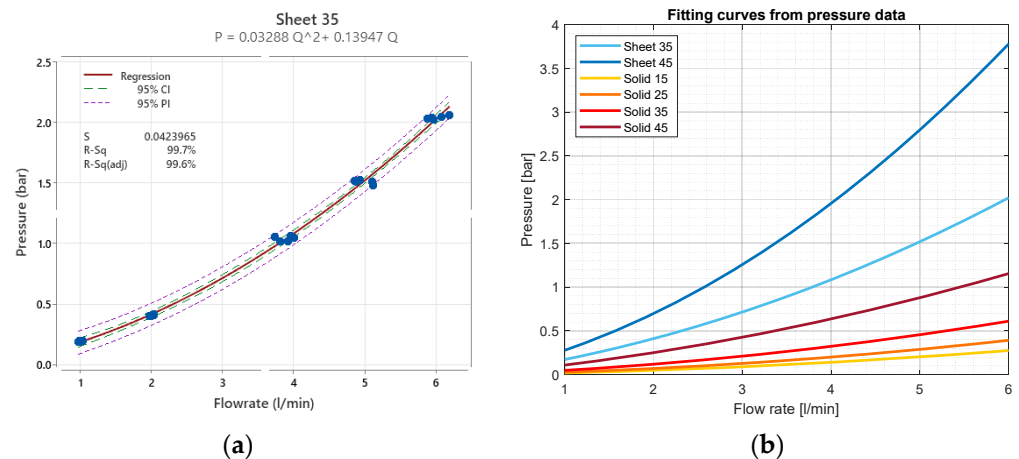 Sheet 35
P = 0.03288 Q^2+ 0.13947 Q
2.5
2.0
1.5
1.0
0.5
0.0
Pressure (bar)
Regression
95% CI
95% PI
S 0.0423965
R-Sq 99.7%
R-Sq(adj) 99.6%
1 2 3 4 5 6
Flowrate (l/min)
(a)
Fitting curves from pressure data
4
3.5
3
2.5
2
1.5
1
0.5
0
Pressure [bar]
Sheet 35
Sheet 45
Solid 15
Solid 25
Solid 35
Solid 45
1 2 3 4 5 6
Flow rate [l/min]
(b)